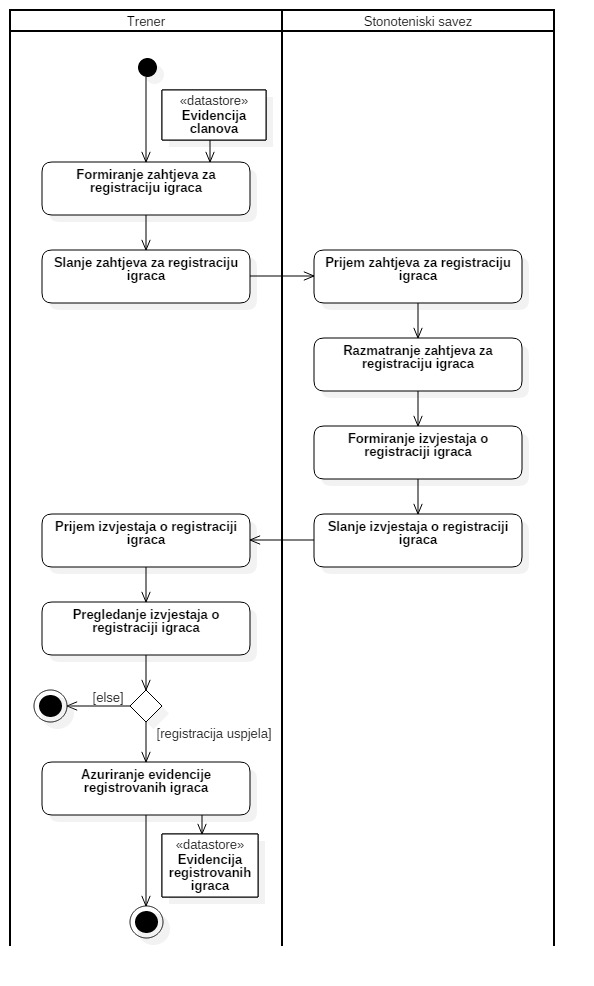 Trener
Stonoteniski savez
«datastore»
Evidencija
clanova
Formiranje zahtjeva za
registraciju igraca
Slanje zahtjeva za registraciju
igraca
Prijem zahtjeva za registraciju
igraca
Razmatranje zahtjeva za
registraciju igraca
Formiranje izvjestaja o
registraciji igraca
Slanje izvjestaja o registraciji
igraca
Prijem izvjestaja o registraciji
igraca
Pregledanje izvjestaja o
registraciji igraca
[else]
[registracija uspjela]
Azuriranje evidencije
registrovanih igraca
«datastore»
Evidencija
registrovanih
igraca